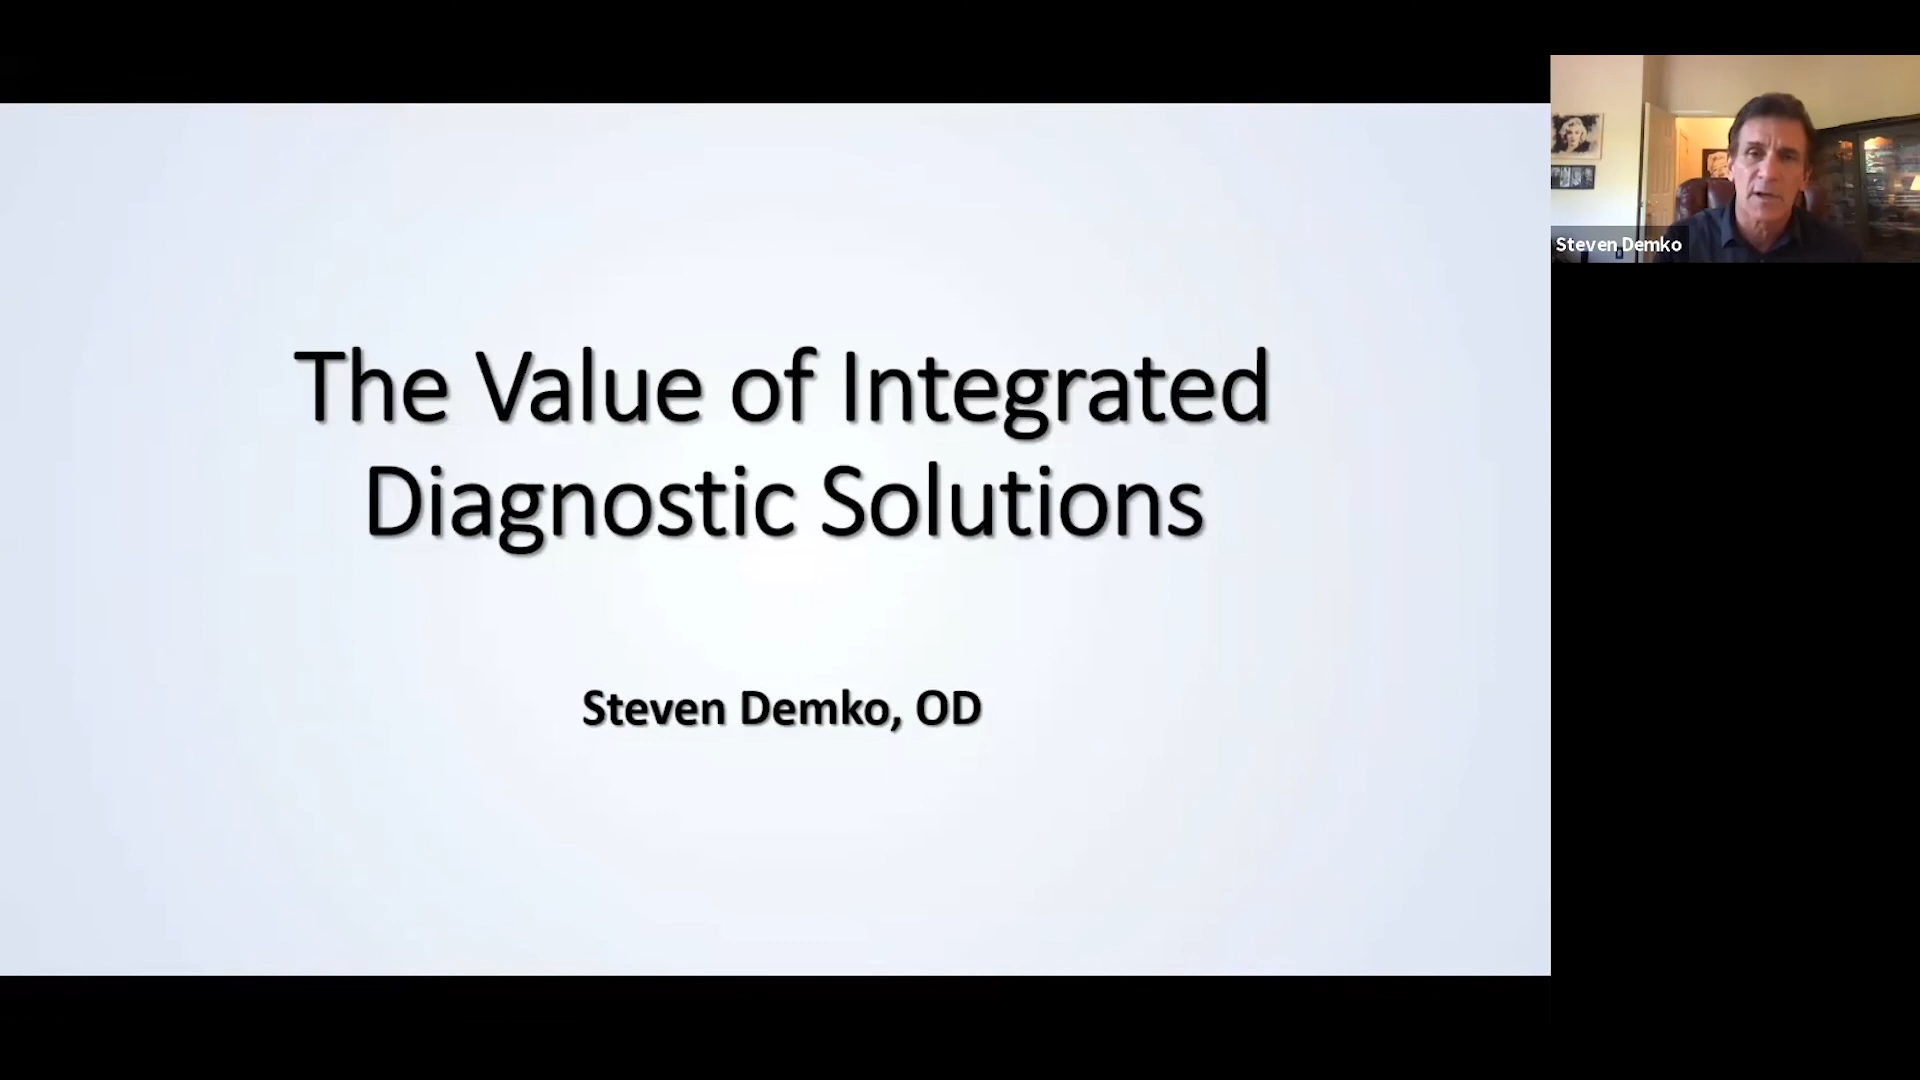 The Value of Integrated
Diagnostic Solutions
Steven Demko, OD
Steven Demko